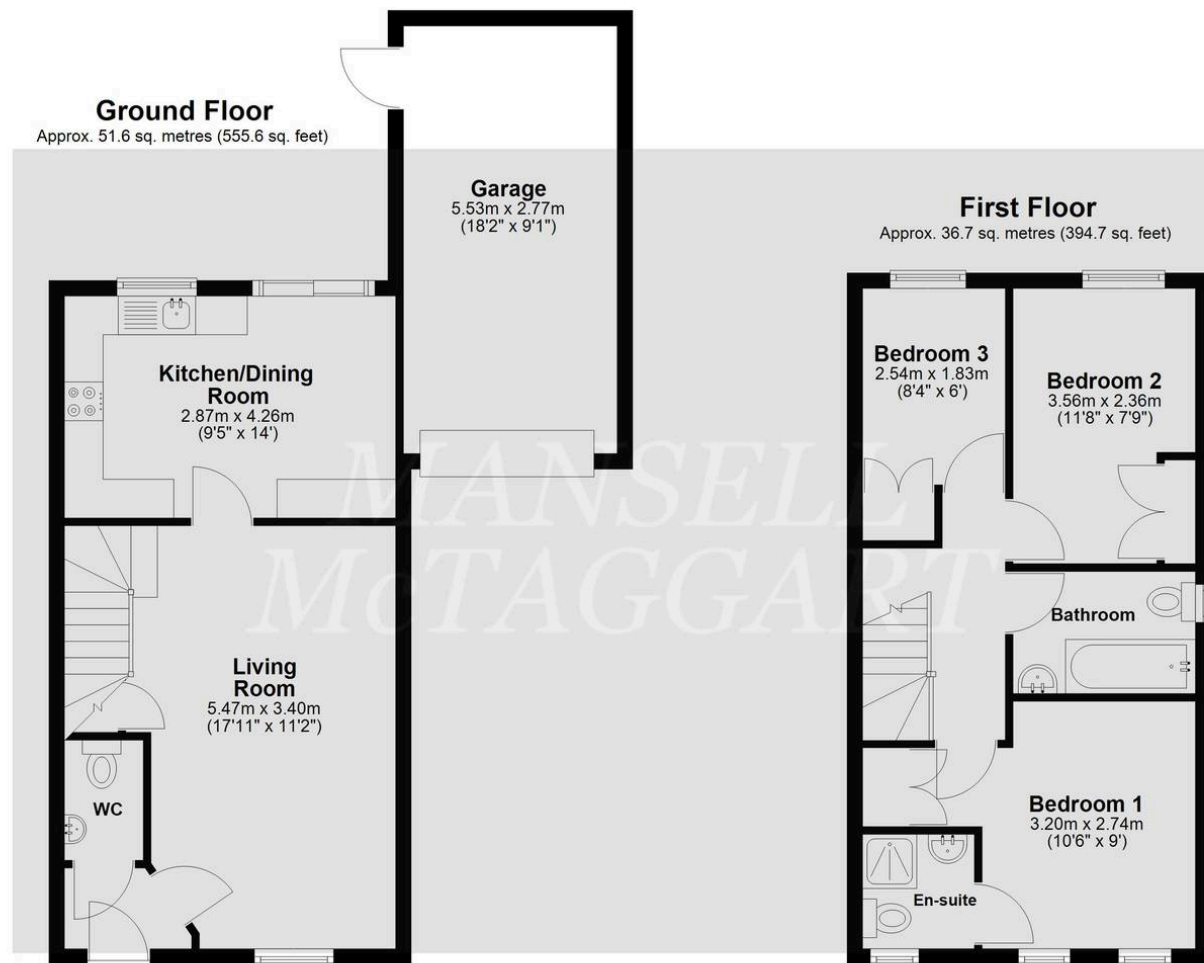 Ground Floor
Approx. 51.6 sq. metres (555.6 sq. feet)
Garage
5.53m x 2.77m
(18'2" x 9'1")
Kitchen/Dining
Room
2.87m x 4.26m
(9'5" x 14')
Living
Room
5.47m x 3.40m
(17'11" x 11'2")
WC
First Floor
Approx. 36.7 sq. metres (394.7 sq. feet)
Bedroom 3
2.54m x 1.83m
(8'4" x 6')
Bedroom 2
3.56m x 2.36m
(11'8" x 7'9")
Bathroom
Bedroom 1
3.20m x 2.74m
(10'6" x 9')
En-suite
MANSELL
McTAGGART